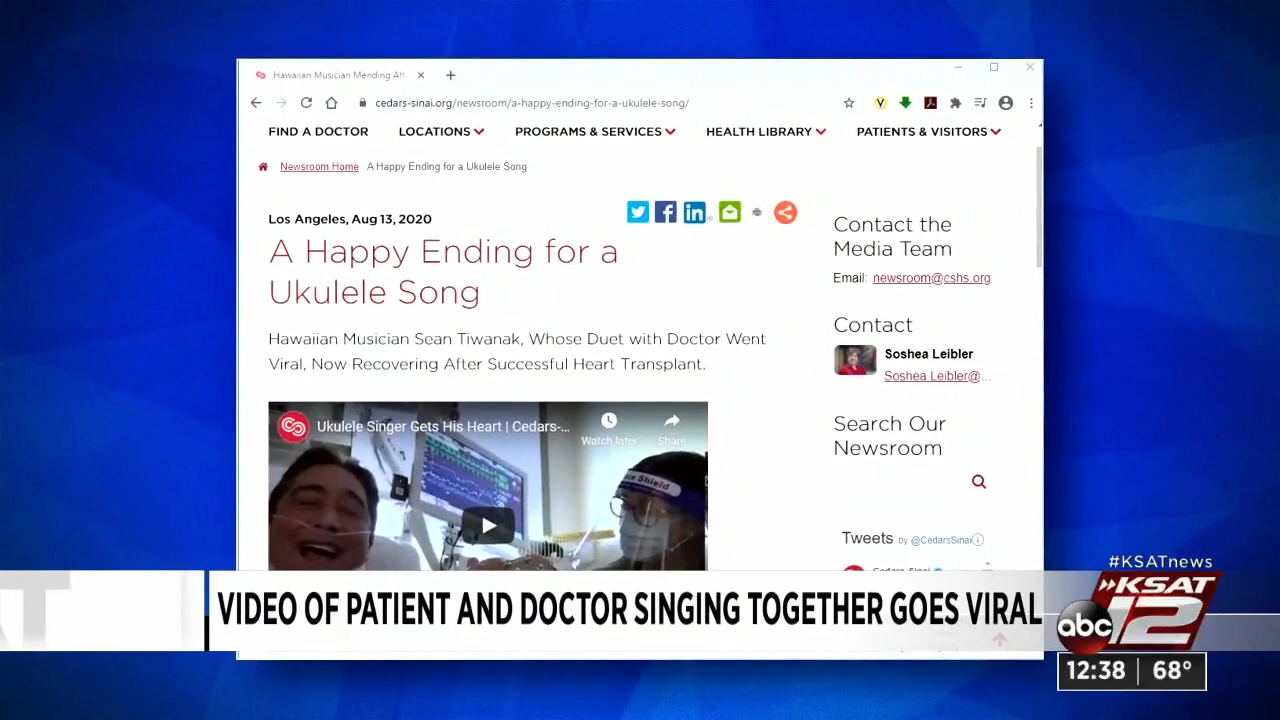 Hawaiian Musician Mending Aft
cedars-sinai.org/newsroom/a-happy-ending-for-a-ukulele-song/
FIND A DOCTOR LOCATIONS PROGRAMS & SERVICES HEALTH LIBRARY PATIENTS & VISITORS
Newsroom Home A Happy Ending for a Ukulele Song
Los Angeles, Aug 13, 2020
A Happy Ending for a
Ukulele Song
Hawaiian Musician Sean Tiwanak, Whose Duet with Doctor Went
Viral, Now Recovering After Successful Heart Transplant.
Ukulele Singer Gets His Heart | Cedars-...
Watch later
Share
Shield
Contact the
Media Team
Email: newsroom@cshs.org
Contact
Soshea Leibler
Soshea Leibler@...
Search Our
Newsroom
Tweets by @CedarsSinai
Cedars-Sinai
#KSATnews
VIDEO OF PATIENT AND DOCTOR SINGING TOGETHER GOES VIRAL
KSAT
12
abc
12:38 68°